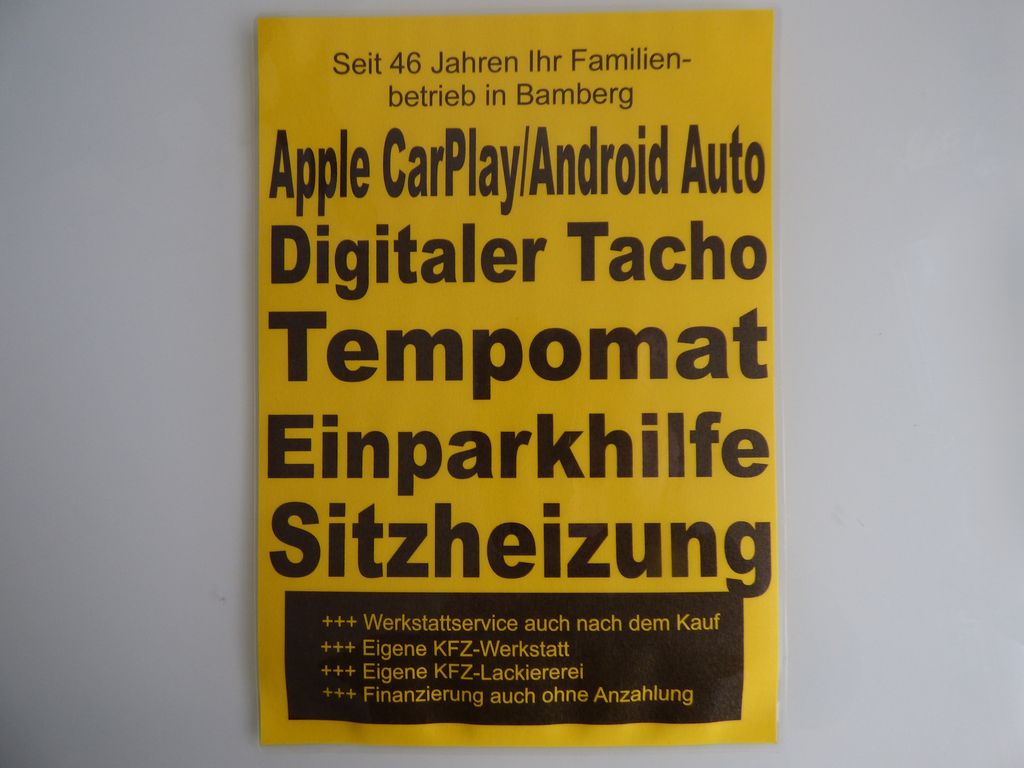 Seit 46 Jahren Ihr Familien-
betrieb in Bamberg
Apple CarPlay/Android Auto
Digitaler Tacho
Tempomat
Einparkhilfe
Sitzheizung
+++ Werkstattservice auch nach dem Kauf
+++ Eigene KFZ-Werkstatt
+++ Eigene KFZ-Lackiererei
+++ Finanzierung auch ohne Anzahlung